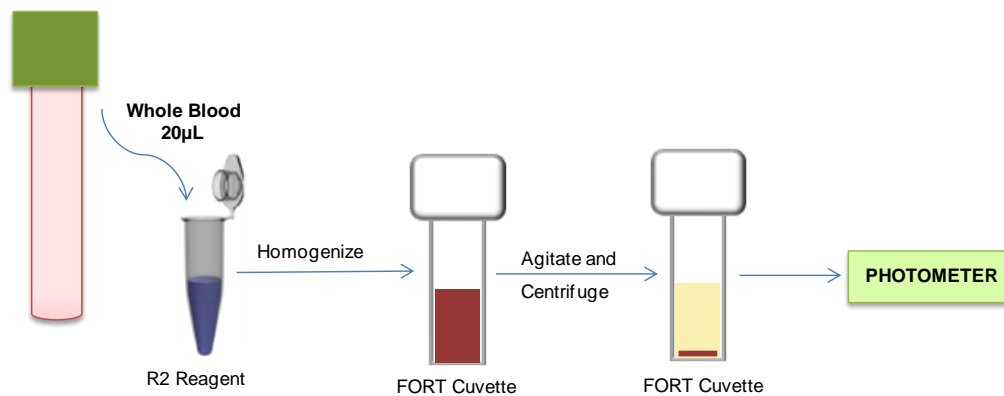 Whole Blood
20µL
Homogenize
Agitate and
Centrifuge
PHOTOMETER
R2 Reagent
FORT Cuvette
FORT Cuvette